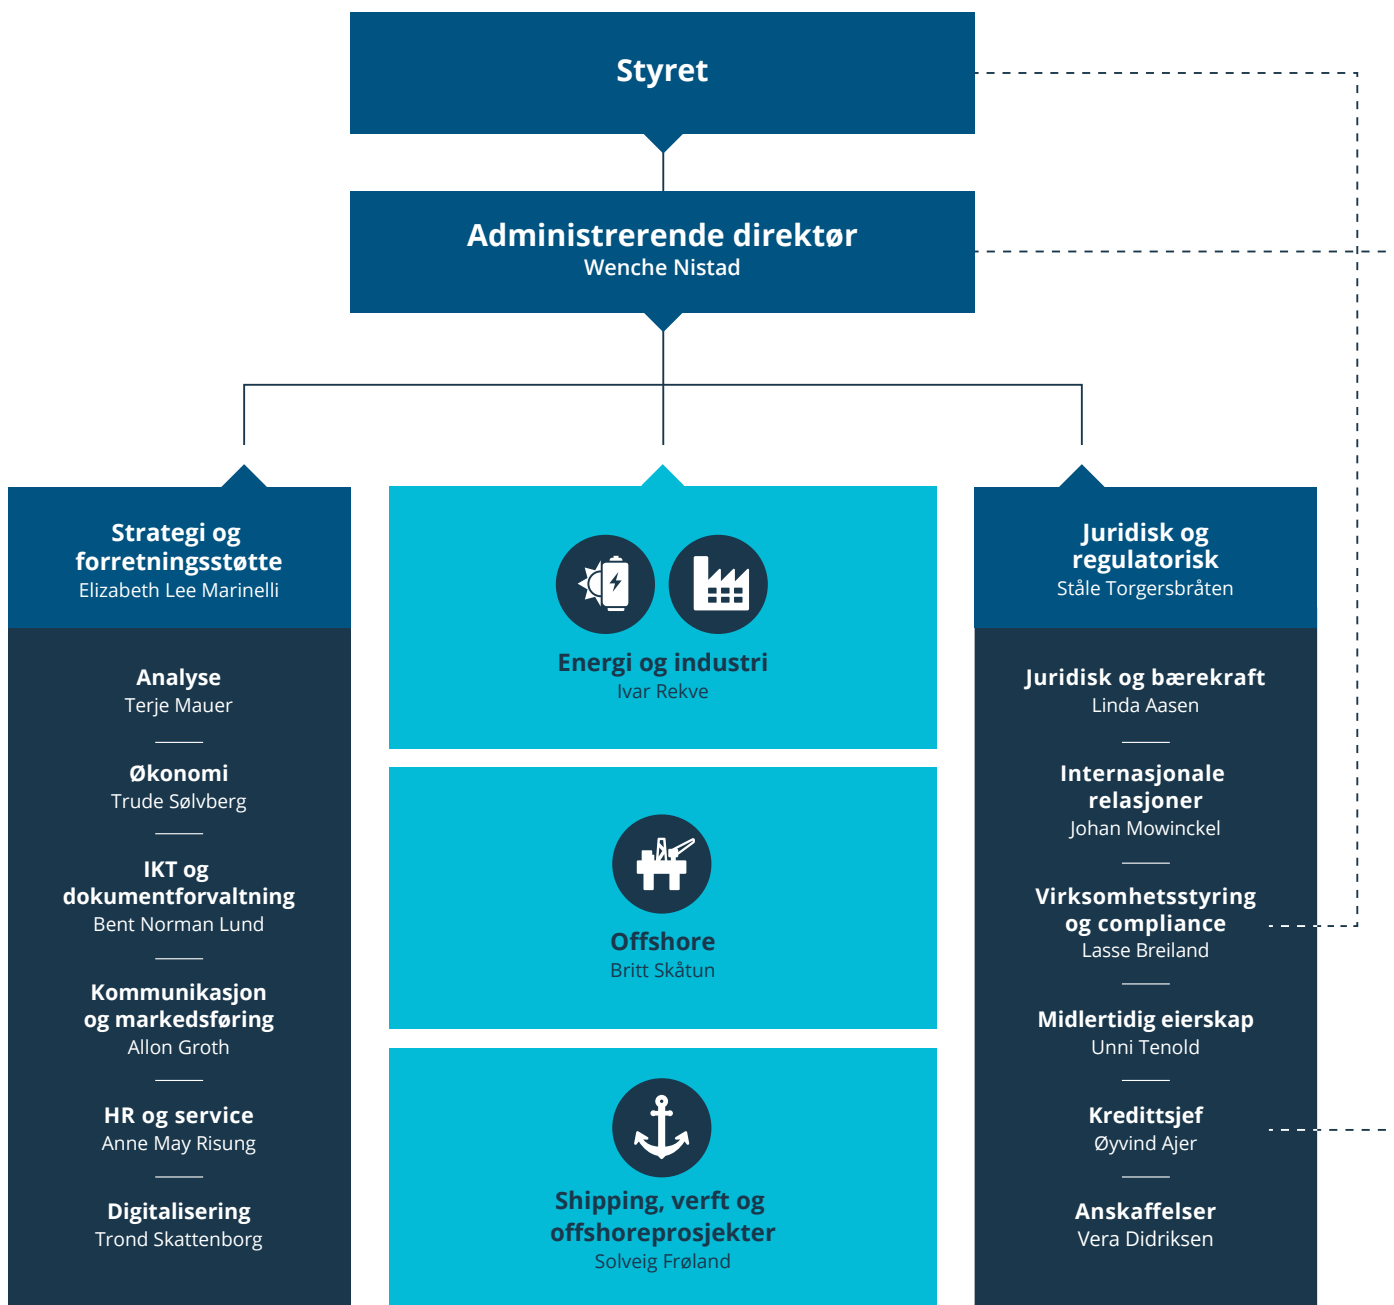 Styret
Administrerende direktør
Wenche Nistad
Strategi og
forretningsstøtte
Elizabeth Lee Marinelli
Analyse
Terje Mauer
Økonomi
Trude Sølvberg
IKT og
dokumentforvaltning
Bent Norman Lund
Kommunikasjon
og markedsføring
Allon Groth
HR og service
Anne May Risung
Digitalisering
Trond Skattenborg
Energi og industri
Ivar Rekve
Offshore
Britt Skåtun
Shipping, verft og
offshoreprosjekter
Solveig Frøland
Juridisk og
regulatorisk
Ståle Torgersbråten
Juridisk og bærekraft
Linda Aasen
Internasjonale
relasjoner
Johan Mowinckel
Virksomhetsstyring
og compliance
Lasse Breiland
Midlertidig eierskap
Unni Tenold
Kredittsjef
Øyvind Ajer
Anskaffelser
Vera Didriksen